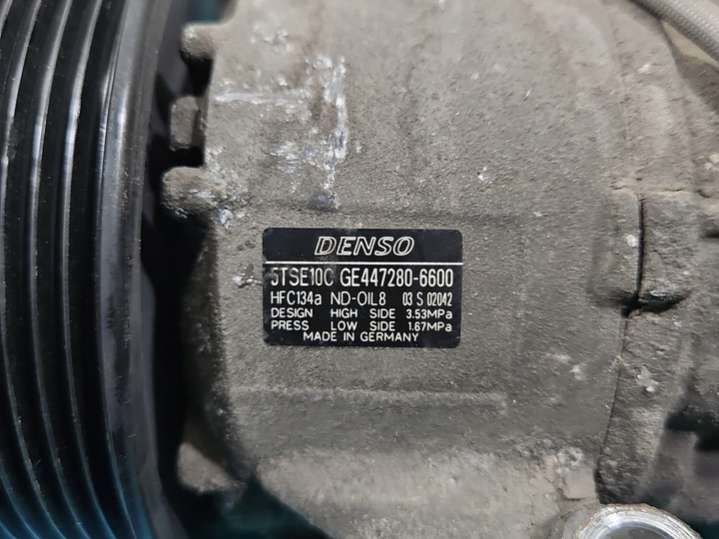 DENSO
5TSE10C GE447280-6600
HFC134a ND-OIL8 03 S 02042
DESIGN HIGH SIDE 3.53MPa
PRESS LOW SIDE 1.67MPa
MADE IN GERMANY